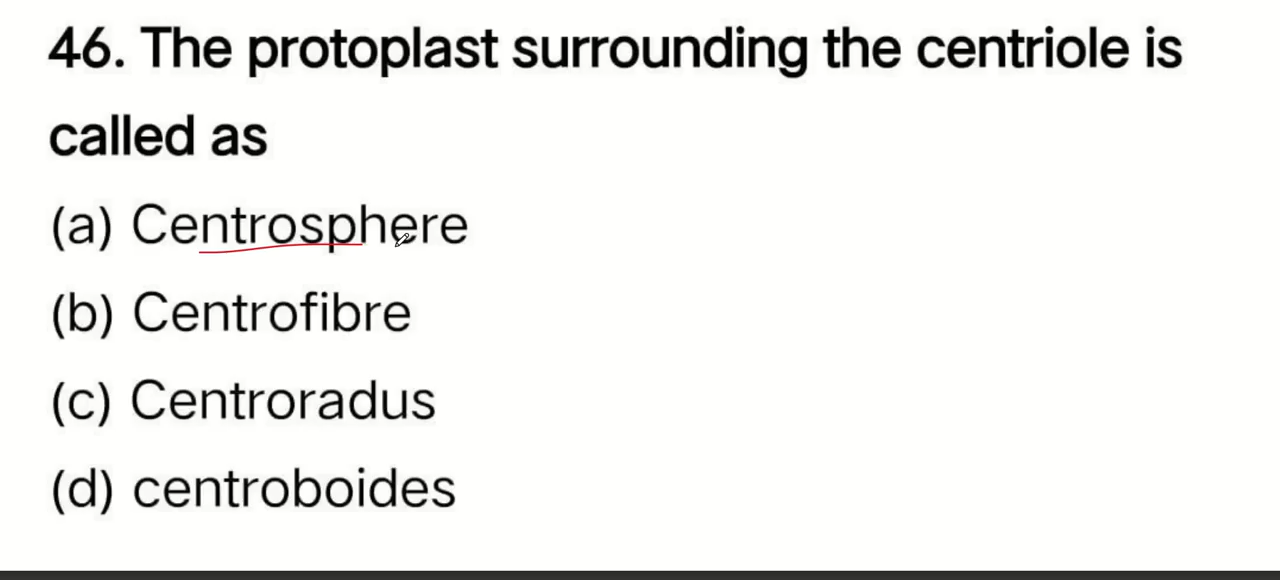 46. The protoplast surrounding the centriole is
called as
(a) Centrosphere
(b) Centrofibre
(c) Centroradus
(d) centroboides